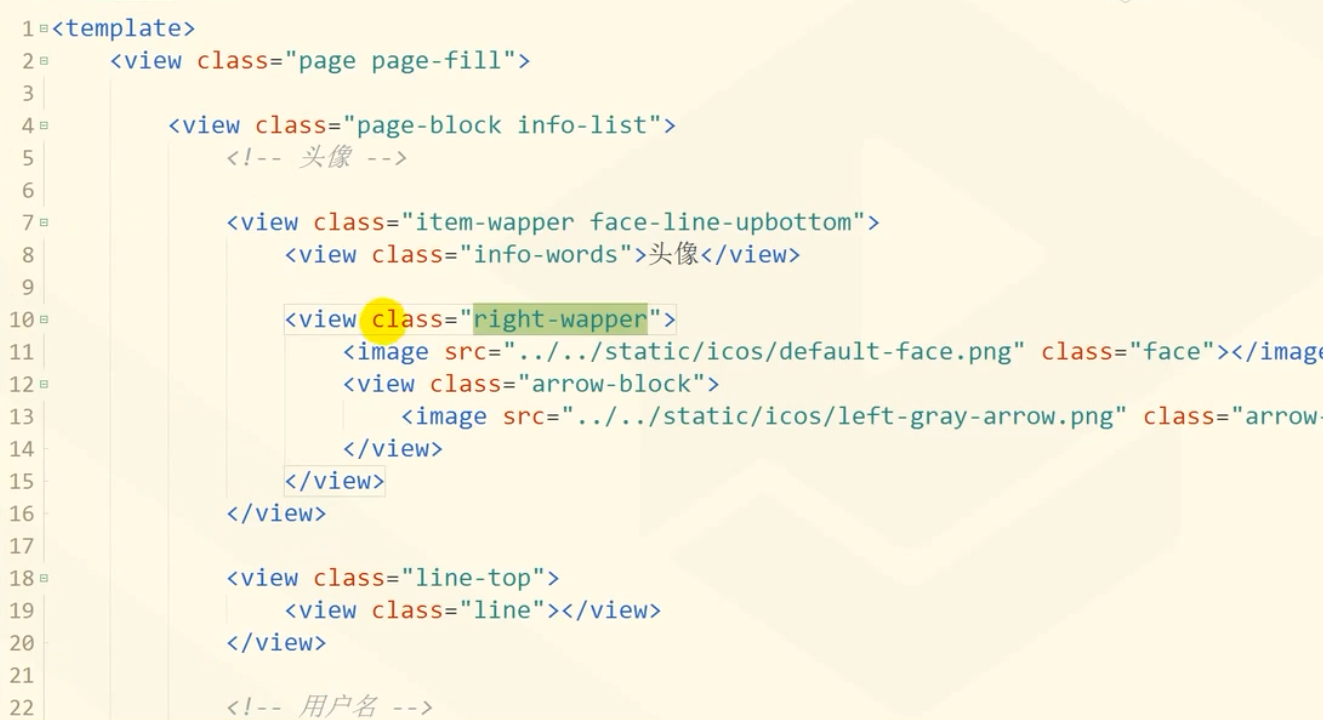 1 <template>
2 <view class="page page-fill">
3
4 <view class="page-block info-list">
5 <!-- 头像 -->
6
7 <view class="item-wapper face-line-upbottom">
8 <view class="info-words">头像</view>
9
10 <view class="right-wapper">
11 <image src="../../static/icos/default-face.png" class="face"></image
12 <view class="arrow-block">
13 <image src="../../static/icos/left-gray-arrow.png" class="arrow-
14 </view>
15 </view>
16 </view>
17
18 <view class="line-top">
19 <view class="line"></view>
20 </view>
21
22 <!-- 用户名 -->